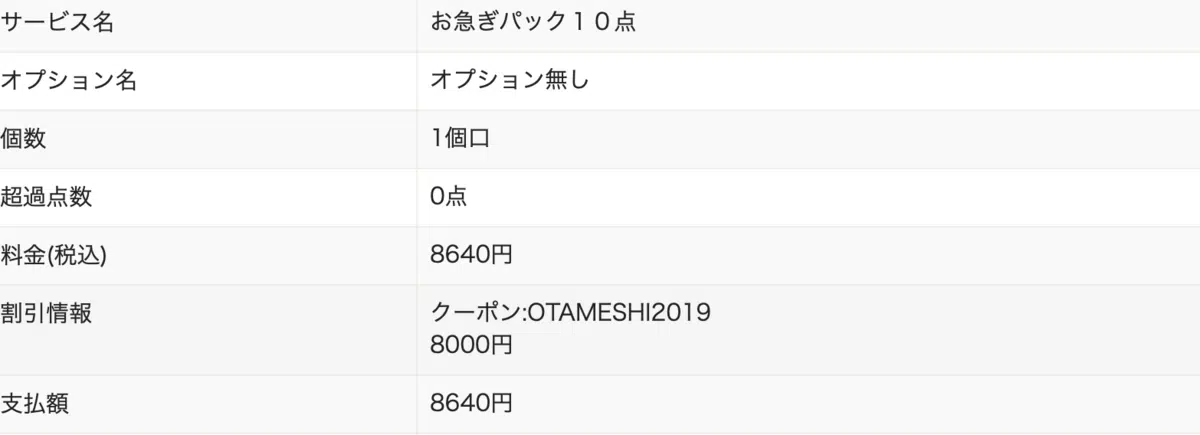 サービス名
お急ぎパック１０点
オプション名
オプション無し
個数
1個口
超過点数
0点
料金(税込)
8640円
割引情報
クーポン:OTAMESHI2019
8000円
支払額
8640円